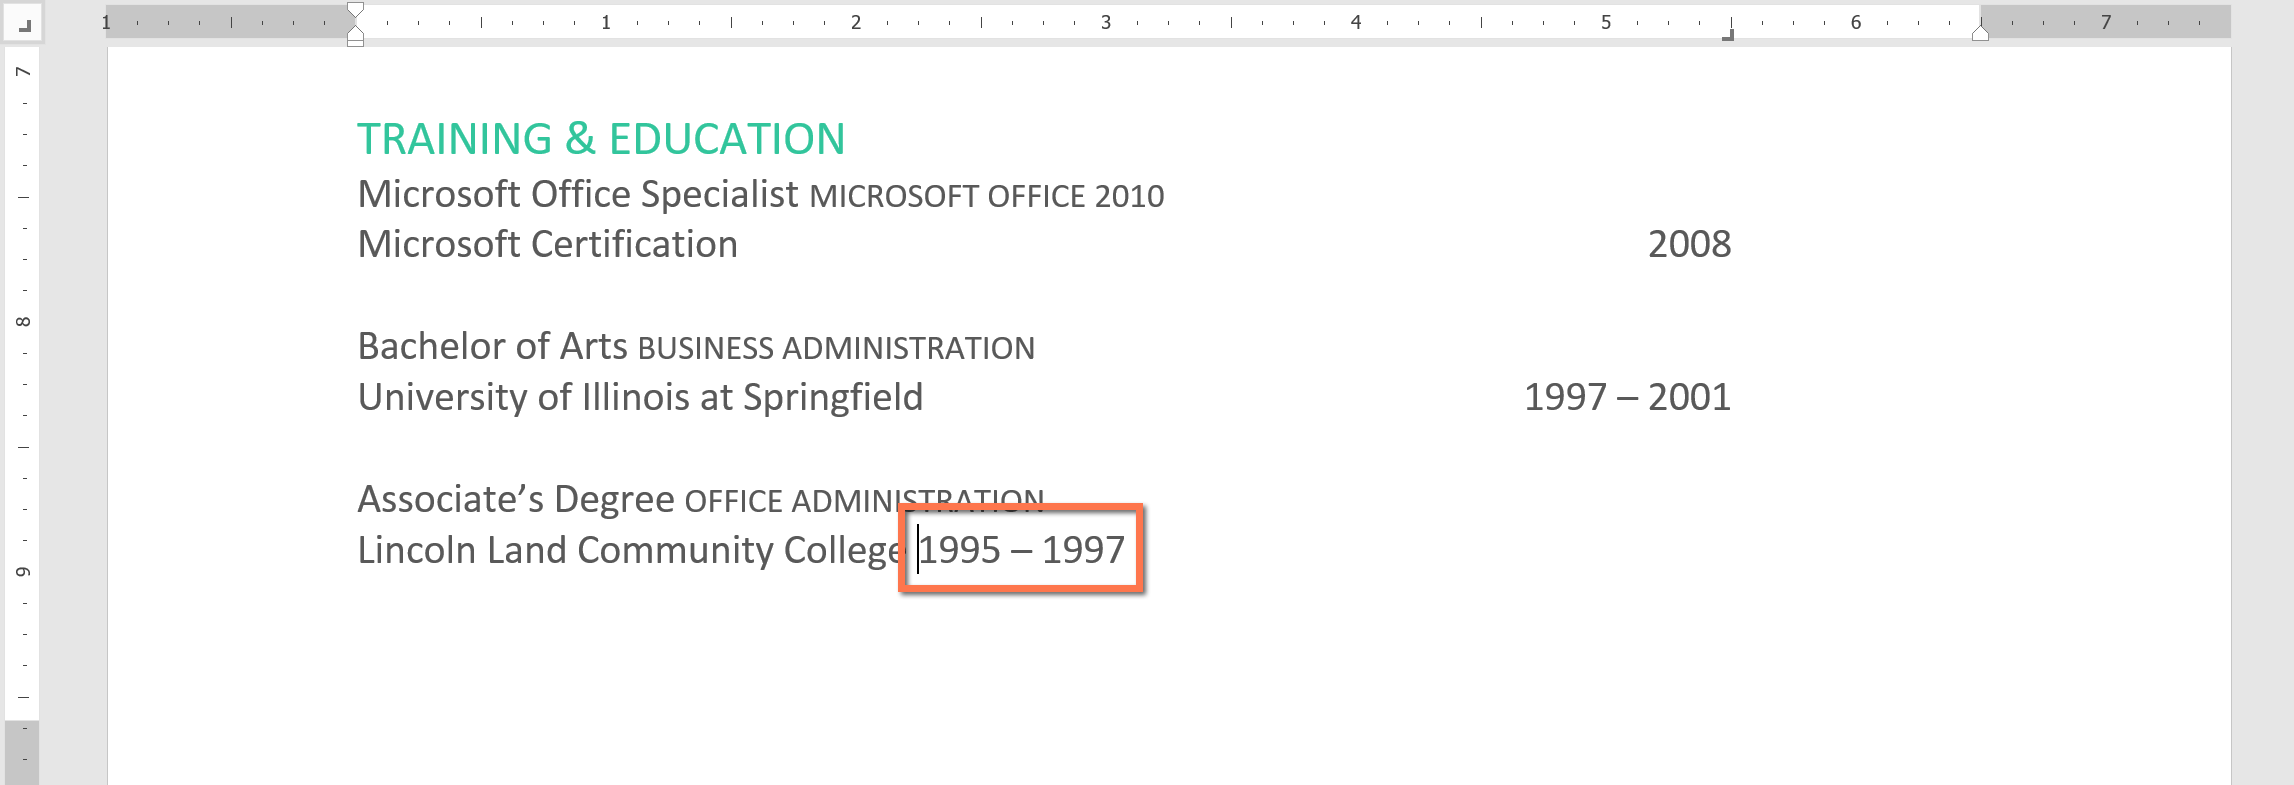 1 1 2 3 4 5 6 7
7
8
9
TRAINING & EDUCATION
Microsoft Office Specialist MICROSOFT OFFICE 2010
Microsoft Certification 2008
Bachelor of Arts BUSINESS ADMINISTRATION
University of Illinois at Springfield 1997 – 2001
Associate’s Degree OFFICE ADMINISTRATION
Lincoln Land Community College 1995 – 1997